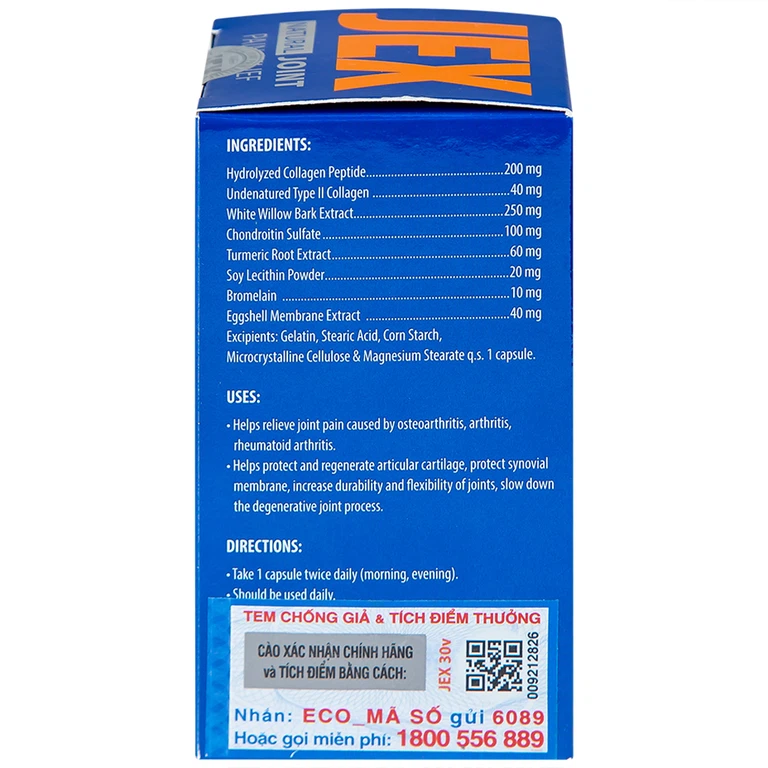 JEX
NATURAL JOINT
INGREDIENTS:
Hydrolyzed Collagen Peptide 200 mg
Undenatured Type II Collagen 40 mg
White Willow Bark Extract 250 mg
Chondroitin Sulfate 100 mg
Turmeric Root Extract 60 mg
Soy Lecithin Powder 20 mg
Bromelain 10 mg
Eggshell Membrane Extract 40 mg
Excipients: Gelatin, Stearic Acid, Corn Starch,
Microcrystalline Cellulose & Magnesium Stearate q.s. 1 capsule.
USES:
• Helps relieve joint pain caused by osteoarthritis, arthritis,
rheumatoid arthritis.
• Helps protect and regenerate articular cartilage, protect synovial
membrane, increase durability and flexibility of joints, slow down
the degenerative joint process.
DIRECTIONS:
• Take 1 capsule twice daily (morning, evening).
• Should be used daily.
TEM CHỐNG GIẢ & TÍCH ĐIỂM THƯỞNG
CÀO XÁC NHẬN CHÍNH HÃNG
và TÍCH ĐIỂM BẰNG CÁCH:
JEX 30v
009212826
Nhắn: ECO_MÃ SỐ gửi 6089
Hoặc gọi miễn phí: 1800 556 889